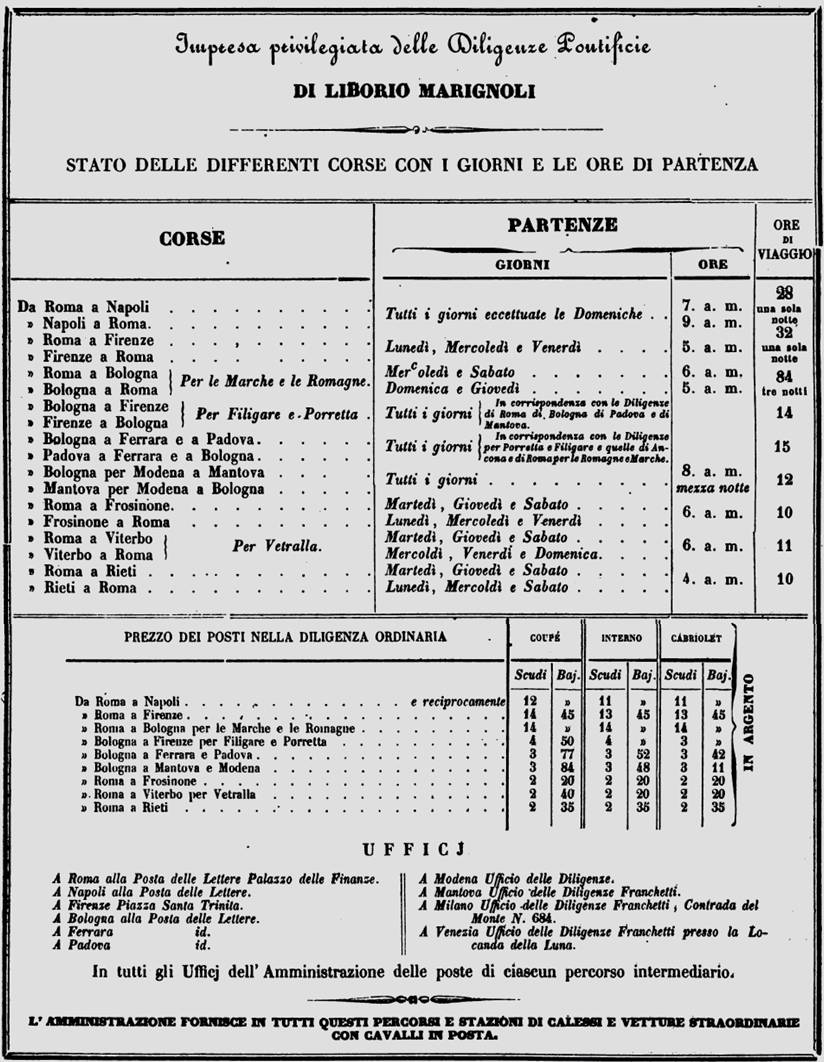 Impresa privilegiata delle Diligenze Pontificie
DI LIBORIO MARIGNOLI
STATO DELLE DIFFERENTI CORSE CON I GIORNI E LE ORE DI PARTENZA
CORSE PARTENZE ORE DI VIAGGIO
GIORNI ORE
Da Roma a Napoli
» Napoli a Roma. Tutti i giorni eccettuate le Domeniche 7. a. m. 9. a. m. 28 una sola notte
» Roma a Firenze
» Firenze a Roma Lunedì, Mercoledì e Venerdì 5. a. m. 32 una sola notte
» Roma a Bologna Mercoledì e Sabato 6. a. m.
» Bologna a Roma Per le Marche e le Romagne. Domenica e Giovedì 5. a. m. 84 tre notti
» Bologna a Firenze
» Firenze a Bologna Per Filigare e Porretta Tutti i giorni In corrispondenza con le Diligenze di Roma di Bologna di Padova e di Mantova. 14
» Bologna a Ferrara e a Padova.
» Padova a Ferrara e a Bologna. Tutti i giorni In corrispondenza con le Diligenze per Porretta e Filigare e quelle di Ancona e di Roma per le Romagne e Marche. 15
» Bologna per Modena a Mantova
» Mantova per Modena a Bologna Tutti i giorni 8. a. m. mezza notte 12
» Roma a Frosinone. Martedì, Giovedì e Sabato
» Frosinone a Roma Lunedì, Mercoledì e Venerdì 6. a. m. 10
» Roma a Viterbo Martedì, Giovedì e Sabato
» Viterbo a Roma Per Vetralla. Mercoldì, Venerdì e Domenica. 6. a. m. 11
» Roma a Rieti Martedì, Giovedì e Sabato
» Rieti a Roma Lunedì, Mercoldì e Sabato 4. a. m. 10
PREZZO DEI POSTI NELLA DILIGENZA ORDINARIA COUPÉ INTERNO CABRIOLET
Scudi Baj. Scudi Baj. Scudi Baj.
Da Roma a Napoli e reciprocamente 12 » 11 » 11 »
» Roma a Firenze 14 45 13 45 13 45
» Roma a Bologna per le Marche e le Romagne 14 » 14 » 14 »
» Bologna a Firenze per Filigare e Porretta 4 50 4 » 3 »
» Bologna a Ferrara e Padova 3 77 3 52 3 42
» Bologna a Mantova e Modena 3 84 3 48 3 11
» Roma a Frosinone 2 20 2 20 2 20
» Roma a Viterbo per Vetralla 2 40 2 20 2 20
» Roma a Rieti 2 35 2 35 2 35
IN ARGENTO
UFFICJ
A Roma alla Posta delle Lettere Palazzo delle Finanze.
A Napoli alla Posta delle Lettere.
A Firenze Piazza Santa Trinita.
A Bologna alla Posta delle Lettere.
A Ferrara id.
A Padova id.
A Modena Ufficio delle Diligenze.
A Mantova Ufficio delle Diligenze Franchetti.
A Milano Ufficio delle Diligenze Franchetti, Contrada del
Monte N. 684.
A Venezia Ufficio delle Diligenze Franchetti presso la Lo-
canda della Luna.
In tutti gli Ufficj dell' Amministrazione delle poste di ciascun percorso intermediario.
L' AMMINISTRAZIONE FORNISCE IN TUTTI QUESTI PERCORSI E STAZIONI DI CALESSI E VETTURE STRAORDINARIE
CON CAVALLI IN POSTA.